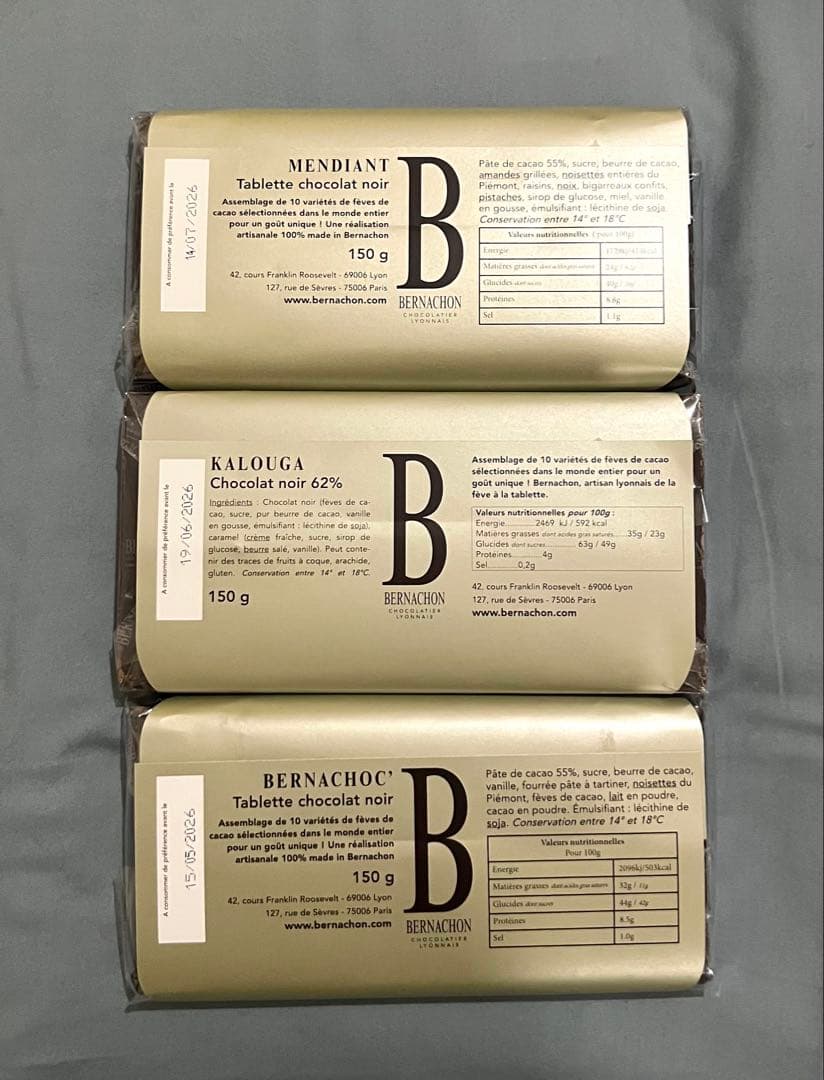 A consommer de préférence avant le
14/07/2026
MENDIANT
Tablette chocolat noir
Assemblage de 10 variétés de fèves de
cacao sélectionnées dans le monde entier
pour un goût unique ! Une réalisation
artisanale 100% made in Bernachon
150 g
42, cours Franklin Roosevelt - 69006 Lyon
127, rue de Sèvres - 75006 Paris
www.bernachon.com
B
BERNACHON
CHOCOLATIER
LYONNAIS
Pâte de cacao 55%, sucre, beurre de cacao,
amandes grillées, noisettes entières du
Piémont, raisins, noix, bigarreaux confits,
pistaches, sirop de glucose, miel, vanille
en gousse, émulsifiant : lécithine de soja.
Conservation entre 14° et 18°C
Valeurs nutritionnelles (pour 100g)
Energie
Matières grasses dont acides gras saturés
Glucides dont sucres
Protéines 8.6g
Sel 1.1g
A consommer de préférence avant le
19/06/2026
KALOUGA
Chocolat noir 62%
Ingrédients : Chocolat noir (fèves de ca-
cao, sucre, pur beurre de cacao, vanille
en gousse, émulsifiant : lécithine de soja),
caramel (crème fraîche, sucre, sirop de
glucose, beurre salé, vanille). Peut conte-
nir des traces de fruits à coque, arachide,
gluten. Conservation entre 14° et 18°C.
150 g
B
BERNACHON
CHOCOLATIER
LYONNAIS
Assemblage de 10 variétés de fèves de cacao
sélectionnées dans le monde entier pour un
goût unique ! Bernachon, artisan lyonnais de la
fève à la tablette.
Valeurs nutritionnelles pour 100g :
Energie..........2469 kJ / 592 kcal
Matières grasses dont acides gras saturés.....35g / 23g
Glucides dont sucres..........63g / 49g
Protéines..........4g
Sel..........0,2g
42, cours Franklin Roosevelt - 69006 Lyon
127, rue de Sèvres - 75006 Paris
www.bernachon.com
A consommer de préférence avant le
15/05/2026
BERNACHOC'
Tablette chocolat noir
Assemblage de 10 variétés de fèves de
cacao sélectionnées dans le monde entier
pour un goût unique ! Une réalisation
artisanale 100% made in Bernachon
150 g
42, cours Franklin Roosevelt - 69006 Lyon
127, rue de Sèvres - 75006 Paris
www.bernachon.com
B
BERNACHON
CHOCOLATIER
LYONNAIS
Pâte de cacao 55%, sucre, beurre de cacao,
vanille, fourrée pâte à tartiner, noisettes du
Piémont, fèves de cacao, lait en poudre,
cacao en poudre. Émulsifiant : lécithine de
soja. Conservation entre 14° et 18°C
Valeurs nutritionnelles
Pour 100g
Energie 2096kj/503kcal
Matières grasses dont acides gras saturés 32g / 11g
Glucides dont sucres 44g / 42g
Protéines 8.5g
Sel 1.0g